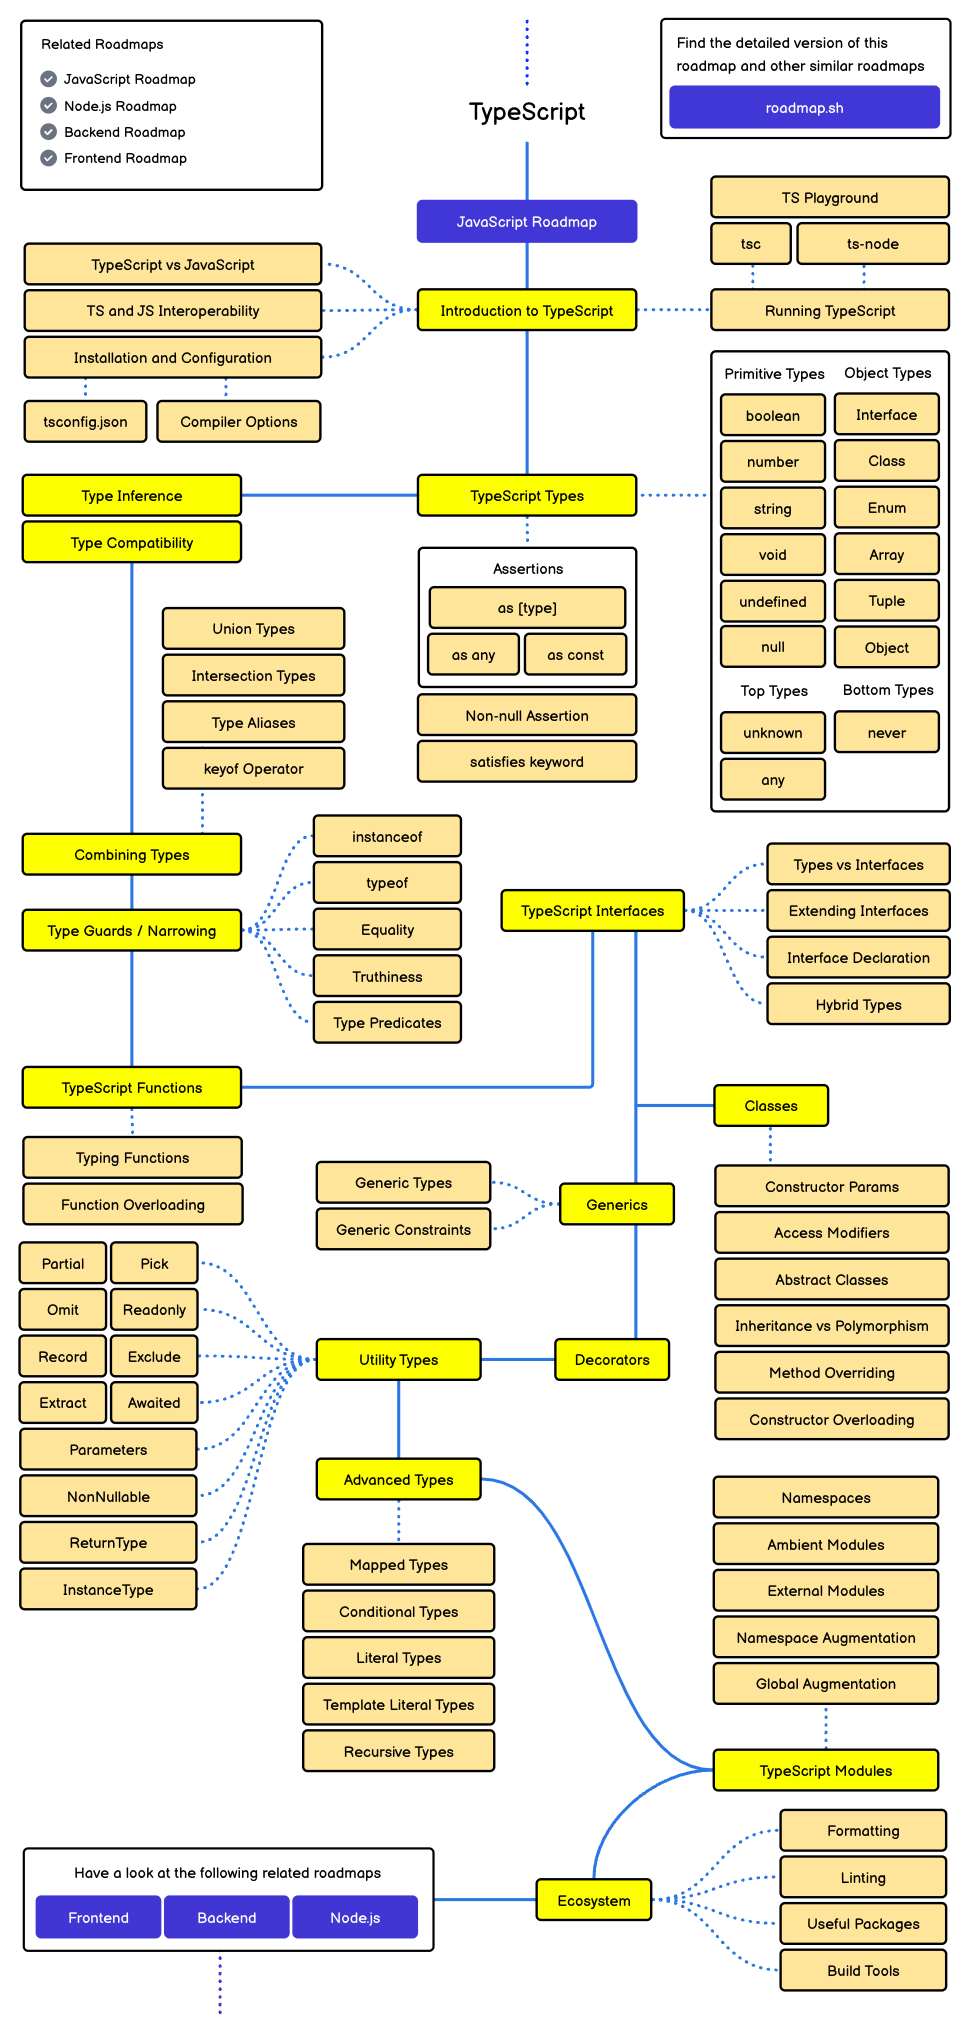 Related Roadmaps
JavaScript Roadmap
Node.js Roadmap
Backend Roadmap
Frontend Roadmap
TypeScript
Find the detailed version of this
roadmap and other similar roadmaps
roadmap.sh
JavaScript Roadmap
TS Playground
tsc
ts-node
Running TypeScript
TypeScript vs JavaScript
TS and JS Interoperability
Installation and Configuration
tsconfig.json
Compiler Options
Introduction to TypeScript
Primitive Types
Object Types
boolean
Interface
number
Class
string
Enum
void
Array
undefined
Tuple
null
Object
Top Types
Bottom Types
unknown
never
any
Type Inference
Type Compatibility
TypeScript Types
Assertions
as [type]
as any
as const
Non-null Assertion
satisfies keyword
Union Types
Intersection Types
Type Aliases
keyof Operator
Combining Types
Type Guards / Narrowing
instanceof
typeof
Equality
Truthiness
Type Predicates
TypeScript Interfaces
Types vs Interfaces
Extending Interfaces
Interface Declaration
Hybrid Types
TypeScript Functions
Typing Functions
Function Overloading
Classes
Constructor Params
Access Modifiers
Abstract Classes
Inheritance vs Polymorphism
Method Overriding
Constructor Overloading
Generic Types
Generic Constraints
Generics
Partial
Pick
Omit
Readonly
Record
Exclude
Extract
Awaited
Parameters
NonNullable
ReturnType
InstanceType
Utility Types
Decorators
Advanced Types
Mapped Types
Conditional Types
Literal Types
Template Literal Types
Recursive Types
Namespaces
Ambient Modules
External Modules
Namespace Augmentation
Global Augmentation
TypeScript Modules
Formatting
Linting
Useful Packages
Build Tools
Ecosystem
Have a look at the following related roadmaps
Frontend
Backend
Node.js